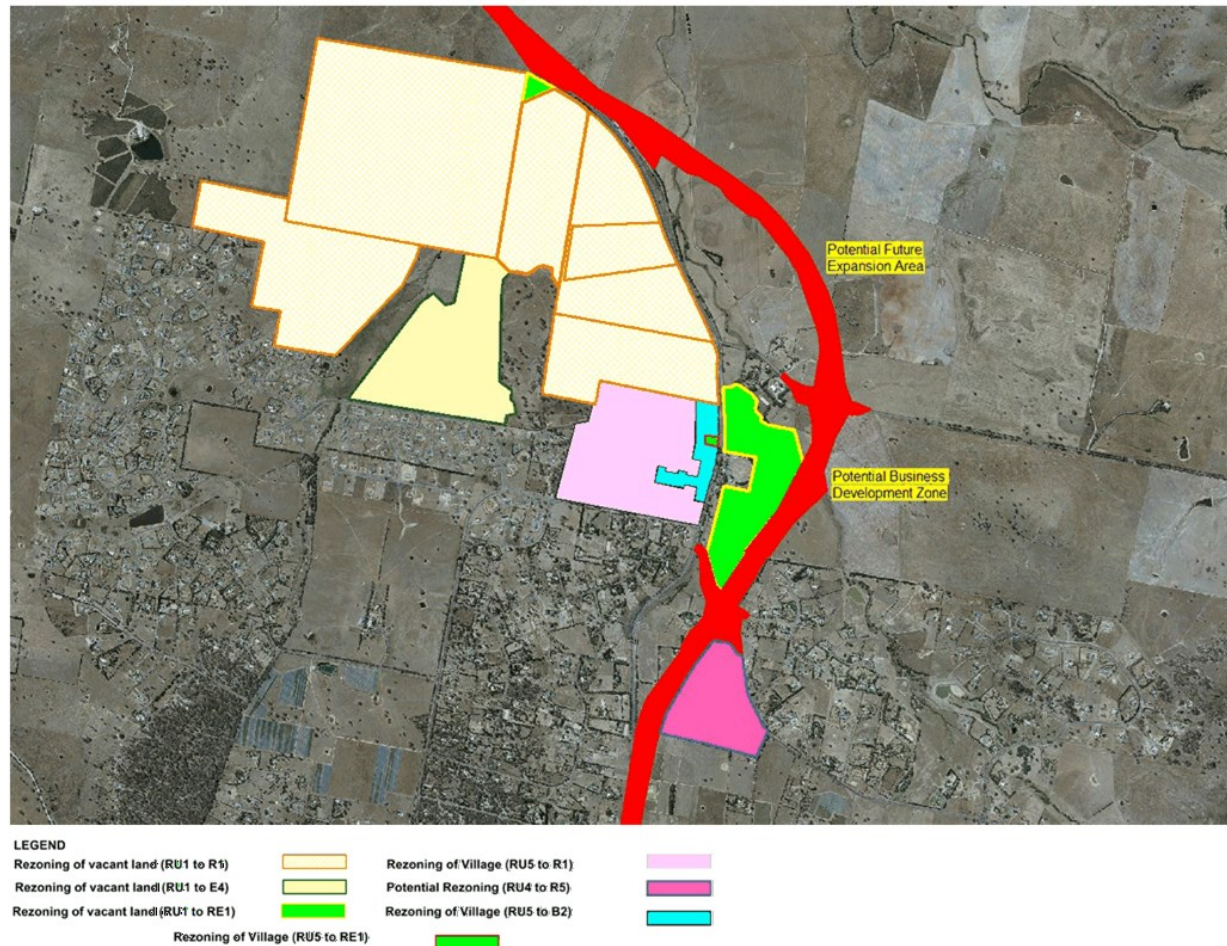 Potential Future
Expansion Area
Potential Business
Development Zone
LEGEND
Rezoning of vacant land (RU1 to R1)
Rezoning of Village (RU5 to R1)
Rezoning of vacant land (RU1 to E4)
Potential Rezoning (RU4 to R5)
Rezoning of vacant land (RU1 to RE1)
Rezoning of Village (RU5 to B2)
Rezoning of Village (RU5 to RE1)